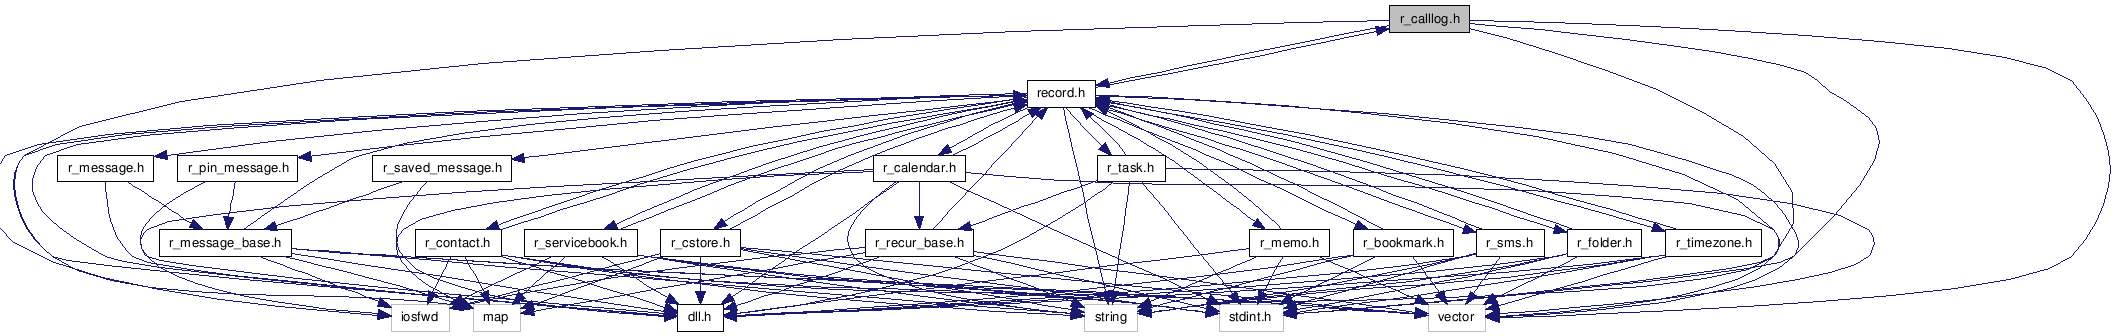 r_calllog.h
record.h
r_message.h
r_pin_message.h
r_saved_message.h
r_calendar.h
r_task.h
r_message_base.h
r_contact.h
r_servicebook.h
r_cstore.h
r_recur_base.h
r_memo.h
r_bookmark.h
r_sms.h
r_folder.h
r_timezone.h
iosfwd
map
dll.h
string
stdint.h
vector